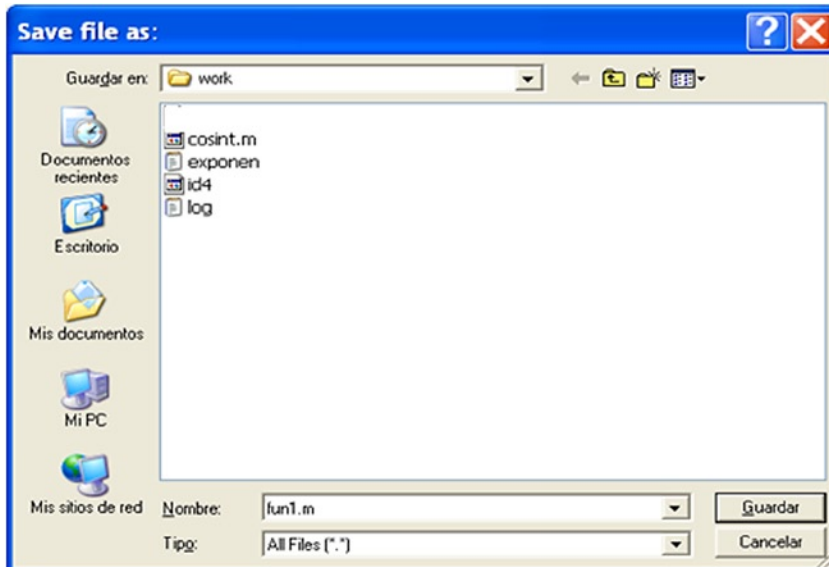 Save file as:
Guardar en: work
cosint.m
exponen
id4
log
Documentos
recientes
Escritorio
Mis documentos
Mi PC
Mis sitios de red
Nombre: fun1.m Guardar
Tipo: All Files (".") Cancelar